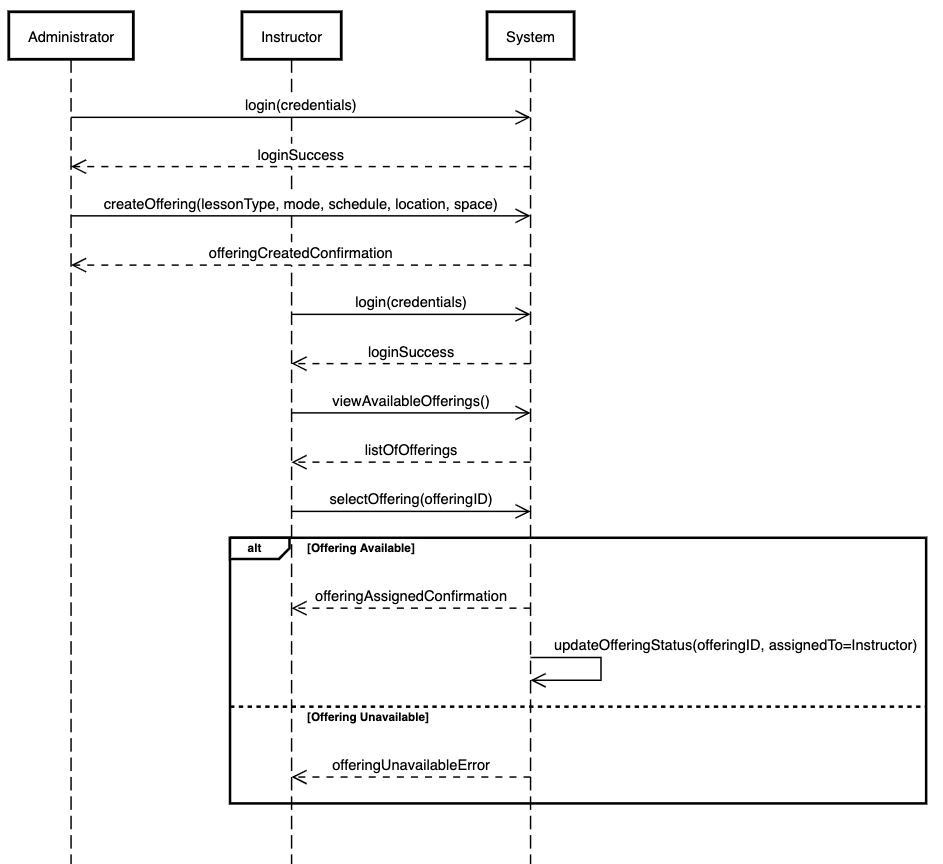 Administrator
Instructor
System
login(credentials)
loginSuccess
createOffering(lessonType, mode, schedule, location, space)
offeringCreatedConfirmation
login(credentials)
loginSuccess
viewAvailableOfferings()
listOfOfferings
selectOffering(offeringID)
alt
[Offering Available]
offeringAssignedConfirmation
updateOfferingStatus(offeringID, assignedTo=Instructor)
[Offering Unavailable]
offeringUnavailableError